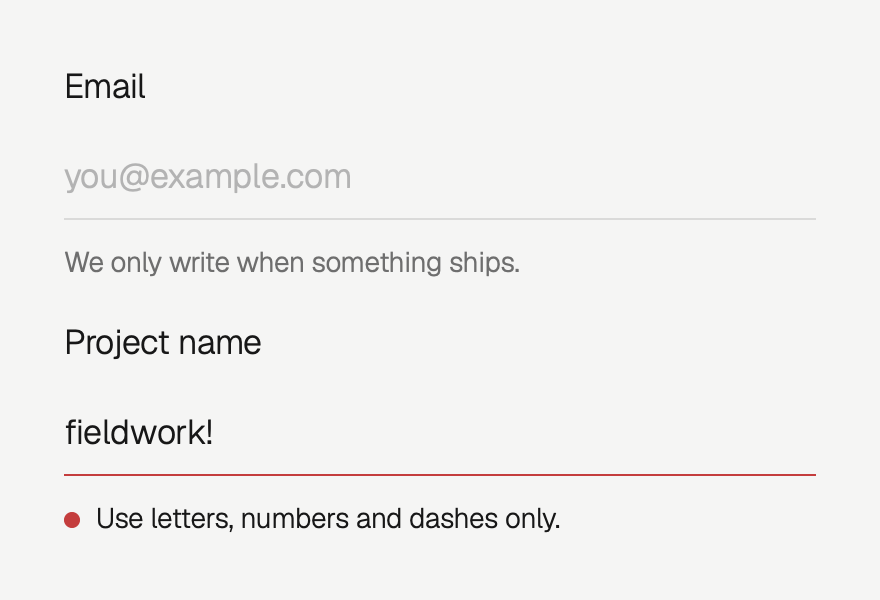 Email
you@example.com
We only write when something ships.
Project name
fieldwork!
Use letters, numbers and dashes only.